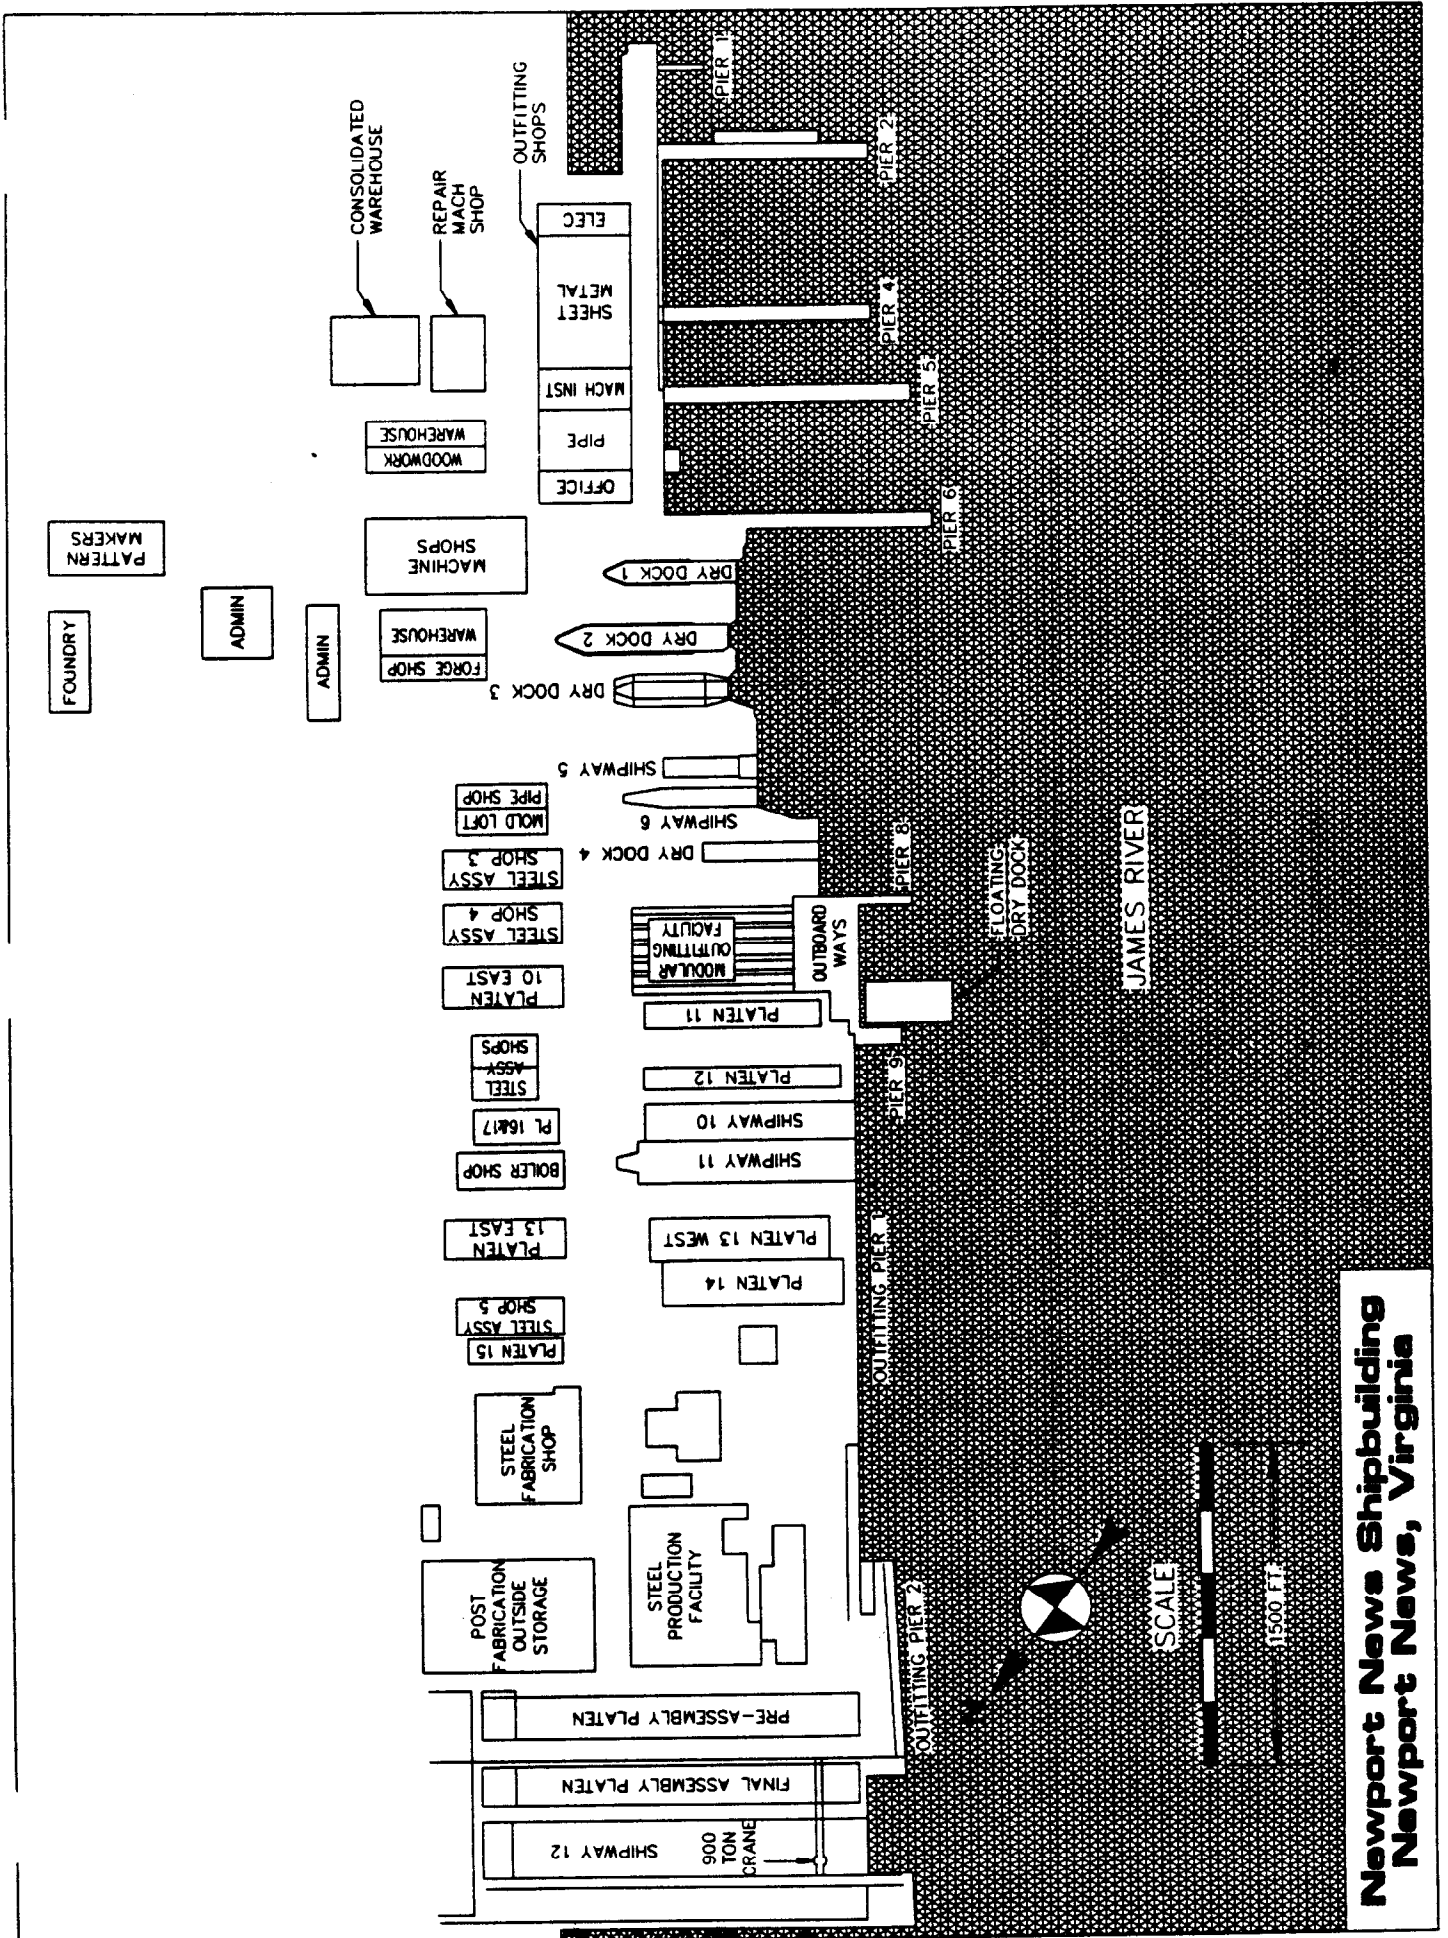 CONSOLIDATED
WAREHOUSE
REPAIR
MACH
SHOP
OUTFITTING
SHOPS
ELEC
SHEET
METAL
MACH INST
PIPE
OFFICE
WAREHOUSE
WOODWORK
PATTERN
MAKERS
MACHINE
SHOPS
FOUNDRY
ADMIN
ADMIN
WAREHOUSE
FORGE SHOP
PIER 1
PIER 2
PIER 4
PIER 5
PIER 6
DRY DOCK 1
DRY DOCK 2
DRY DOCK 3
SHIPWAY 5
SHIPWAY 6
DRY DOCK 4
PIPE SHOP
MOLD LOFT
STEEL ASSY
SHOP 3
STEEL ASSY
SHOP 4
PLATEN
10 EAST
MODULAR
OUTFITTING
FACILITY
OUTBOARD
WAYS
PIER 8
FLOATING
DRY DOCK
JAMES RIVER
PLATEN 11
PIER 9
PLATEN 12
STEEL
ASSY
SHOPS
PL 16&17
SHIPWAY 10
BOILER SHOP
SHIPWAY 11
PLATEN
13 EAST
PLATEN 13 WEST
PLATEN 14
OUTFITTING PIER 1
STEEL ASSY
SHOP 5
PLATEN 15
STEEL
FABRICATION
SHOP
POST
FABRICATION
OUTSIDE
STORAGE
STEEL
PRODUCTION
FACILITY
OUTFITTING PIER 2
PRE-ASSEMBLY PLATEN
FINAL ASSEMBLY PLATEN
SHIPWAY 12
900
TON
CRANE
N
SCALE
1500 FT.
Newport News Shipbuilding
Newport News, Virginia